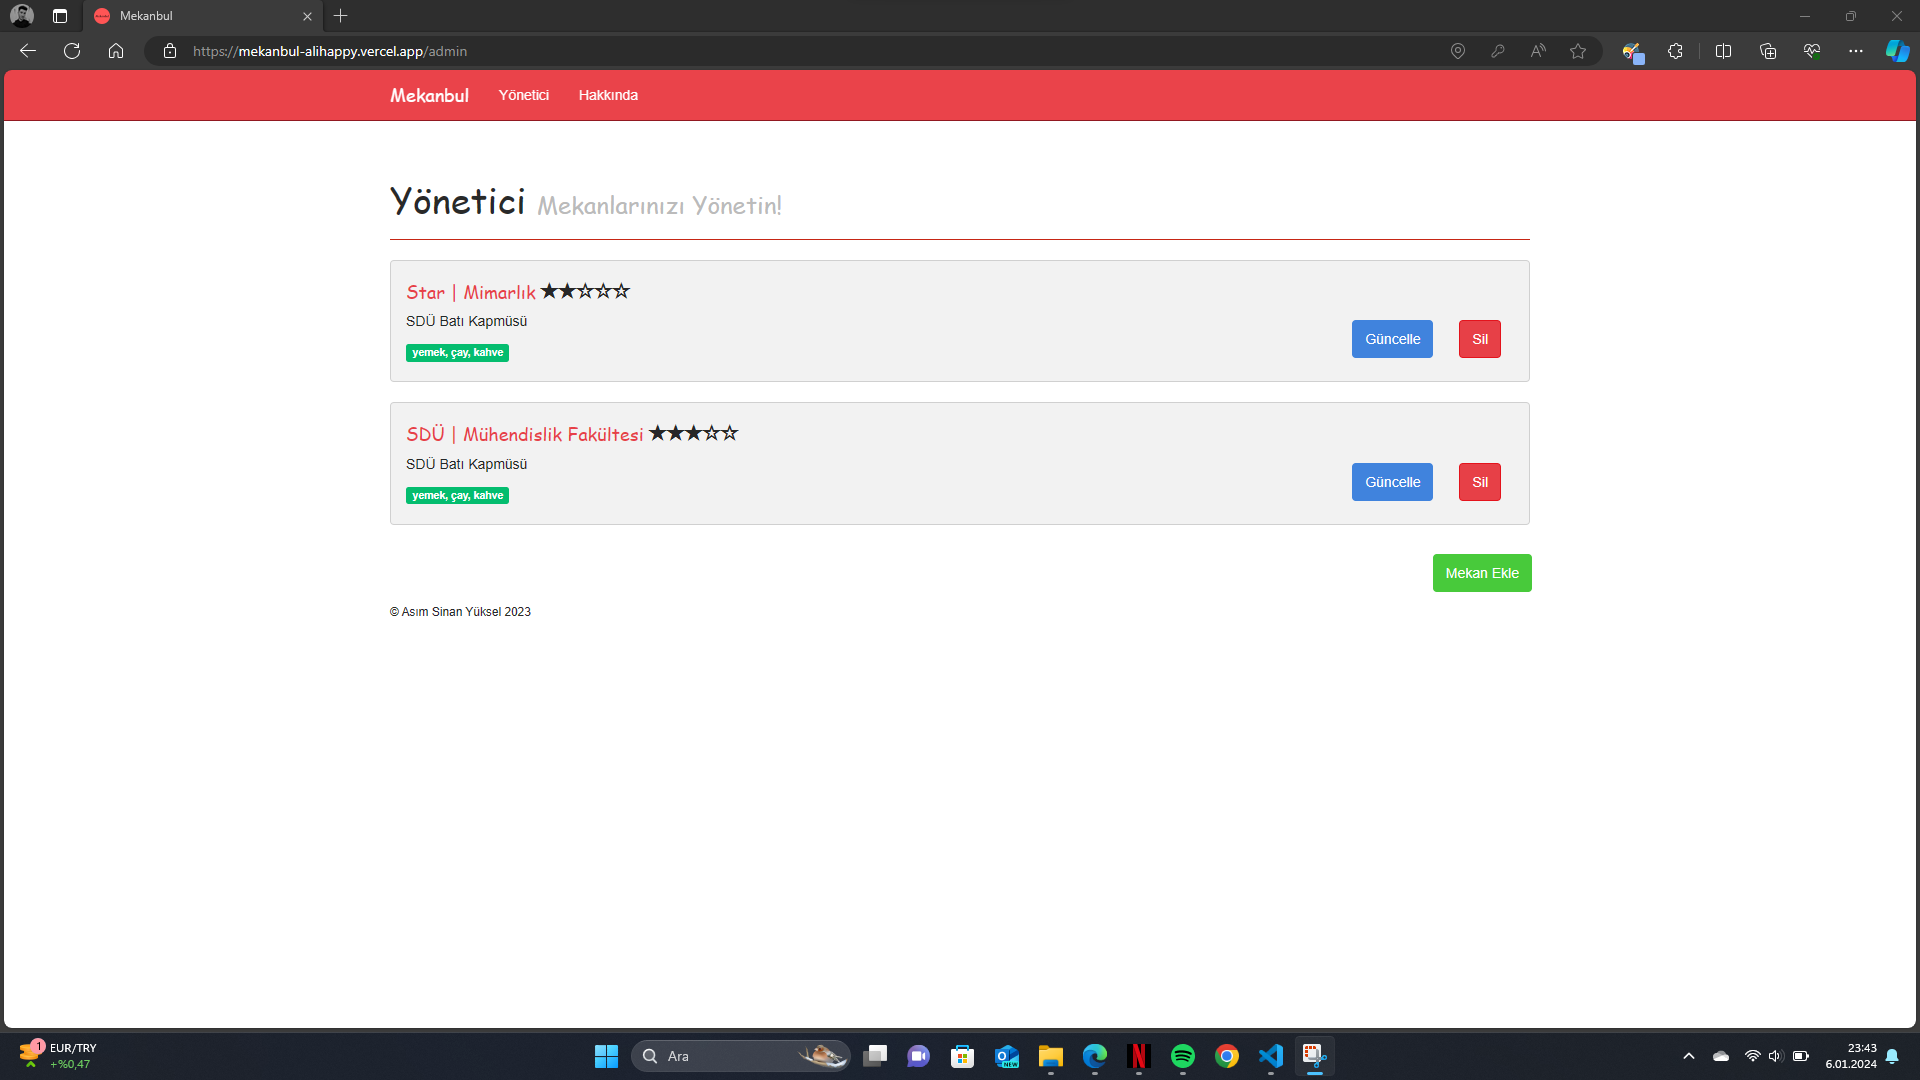 Mekanbul
https://mekanbul-alihappy.vercel.app/admin
Mekanbul Yönetici Hakkında
Yönetici Mekanlarınızı Yönetin!
Star | Mimarlık ★★☆☆☆
SDÜ Batı Kapmüsü
Güncelle Sil
yemek, çay, kahve
SDÜ | Mühendislik Fakültesi ★★★☆☆
SDÜ Batı Kapmüsü
Güncelle Sil
yemek, çay, kahve
Mekan Ekle
© Asım Sinan Yüksel 2023
1
EUR/TRY
+%0,47
Ara
NEW
23:43
6.01.2024